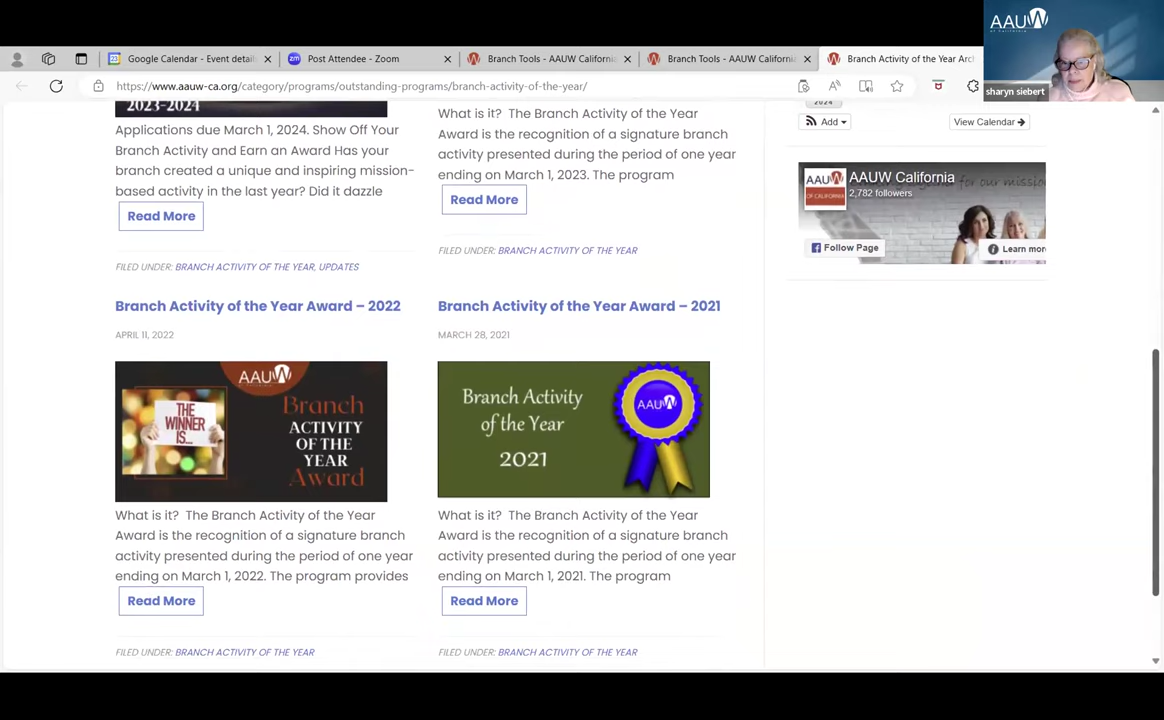 AAUW
of California
sharyn siebert
Google Calendar - Event detail
Post Attendee - Zoom
Branch Tools - AAUW California
Branch Tools - AAUW California
Branch Activity of the Year Arch
https://www.aauw-ca.org/category/programs/outstanding-programs/branch-activity-of-the-year/
2023-2024
Applications due March 1, 2024. Show Off Your
Branch Activity and Earn an Award Has your
branch created a unique and inspiring mission-
based activity in the last year? Did it dazzle
Read More
FILED UNDER: BRANCH ACTIVITY OF THE YEAR, UPDATES
What is it?  The Branch Activity of the Year
Award is the recognition of a signature branch
activity presented during the period of one year
ending on March 1, 2023. The program
Read More
FILED UNDER: BRANCH ACTIVITY OF THE YEAR
2024
Add
View Calendar
AAUW
OF CALIFORNIA
AAUW California
2,782 followers
Follow Page
Learn more
Branch Activity of the Year Award – 2022
APRIL 11, 2022
THE
WINNER
IS...
AAUW
Branch
ACTIVITY
OF THE
YEAR
Award
What is it?  The Branch Activity of the Year
Award is the recognition of a signature branch
activity presented during the period of one year
ending on March 1, 2022. The program provides
Read More
FILED UNDER: BRANCH ACTIVITY OF THE YEAR
Branch Activity of the Year Award – 2021
MARCH 28, 2021
Branch Activity
of the Year
2021
AAUW
What is it?  The Branch Activity of the Year
Award is the recognition of a signature branch
activity presented during the period of one year
ending on March 1, 2021. The program
Read More
FILED UNDER: BRANCH ACTIVITY OF THE YEAR